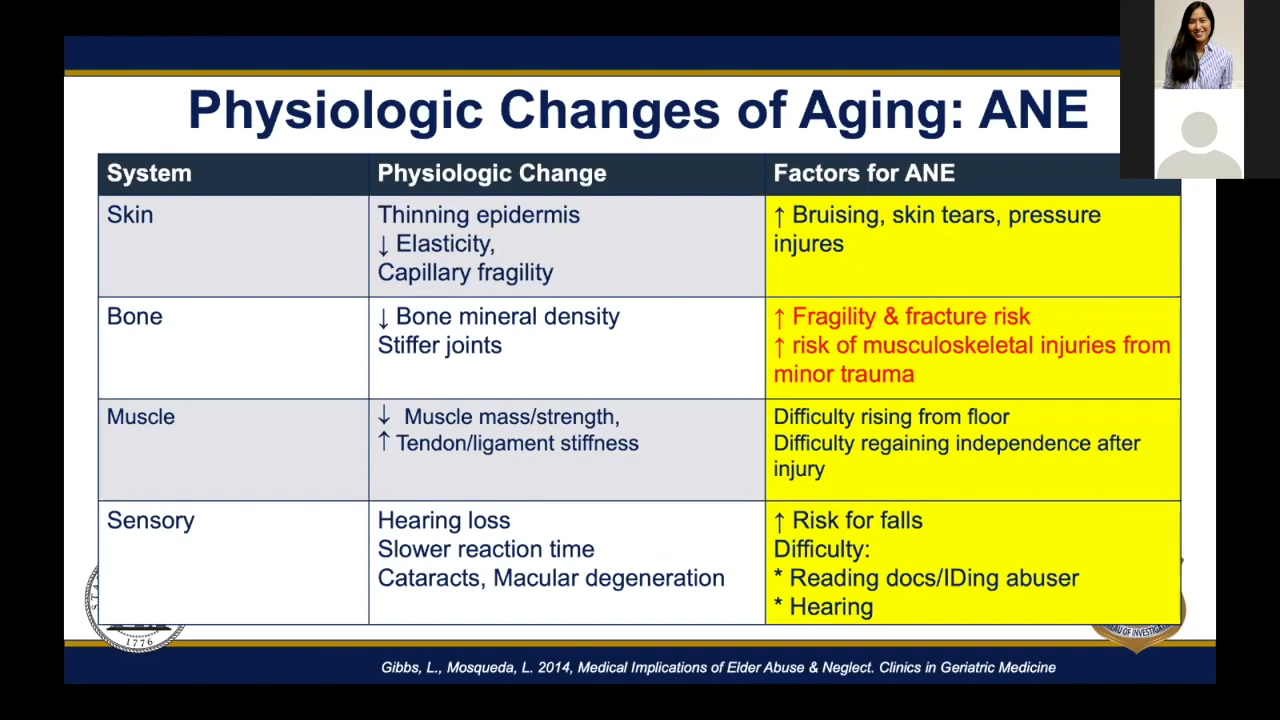 Physiologic Changes of Aging: ANE
System
Physiologic Change
Factors for ANE
Skin
Thinning epidermis
↓ Elasticity,
Capillary fragility
↑ Bruising, skin tears, pressure
injures
Bone
↓ Bone mineral density
Stiffer joints
↑ Fragility & fracture risk
↑ risk of musculoskeletal injuries from
minor trauma
Muscle
↓ Muscle mass/strength,
↑ Tendon/ligament stiffness
Difficulty rising from floor
Difficulty regaining independence after
injury
Sensory
Hearing loss
Slower reaction time
Cataracts, Macular degeneration
↑ Risk for falls
Difficulty:
* Reading docs/IDing abuser
* Hearing
1776
Gibbs, L., Mosqueda, L. 2014, Medical Implications of Elder Abuse & Neglect. Clinics in Geriatric Medicine